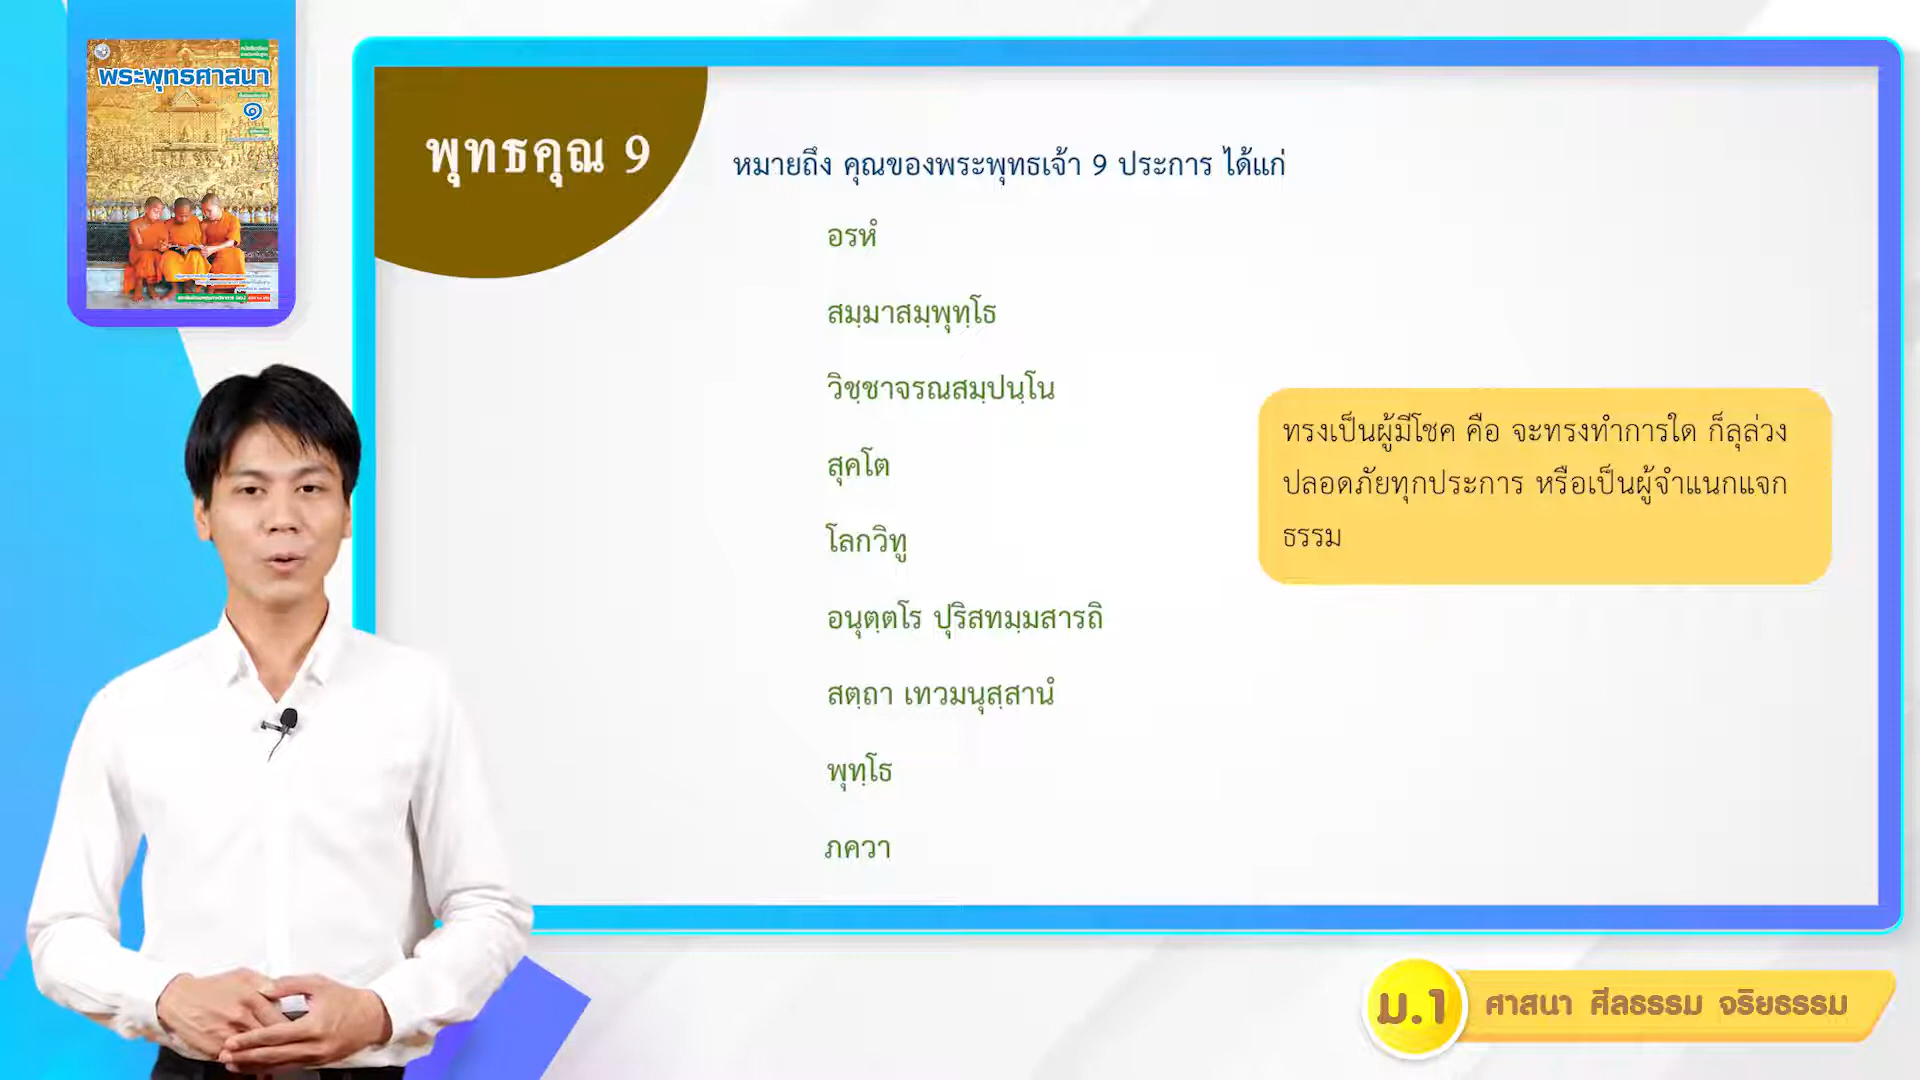 พระพุทธศาสนา
๑
พุทธคุณ 9
หมายถึง คุณของพระพุทธเจ้า 9 ประการ ได้แก่
อรหํ
สมฺมาสมฺพุทฺโธ
วิชฺชาจรณสมฺปนฺโน
สุคโต
โลกวิทู
อนุตฺตโร ปุริสทมฺมสารถิ
สตฺถา เทวมนุสฺสานํ
พุทฺโธ
ภควา
ทรงเป็นผู้มีโชค คือ จะทรงทำการใด ก็ลุล่วง
ปลอดภัยทุกประการ หรือเป็นผู้จำแนกแจก
ธรรม
ม.1
ศาสนา ศีลธรรม จริยธรรม